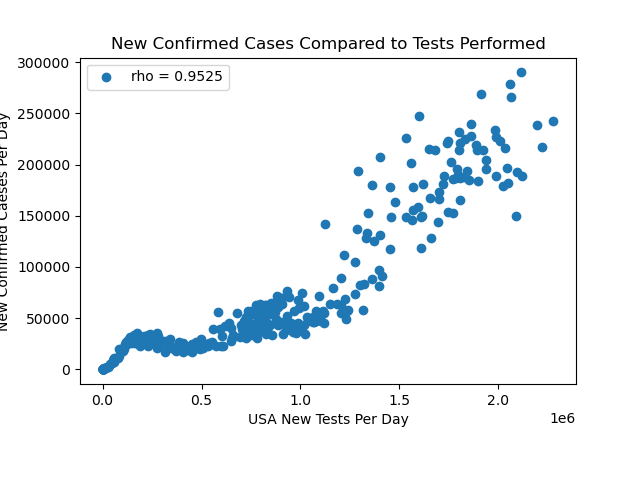 New Confirmed Cases Compared to Tests Performed
rho = 0.9525
300000
250000
200000
150000
100000
50000
0
New Confirmed Caeses Per Day
0.0 0.5 1.0 1.5 2.0
1e6
USA New Tests Per Day